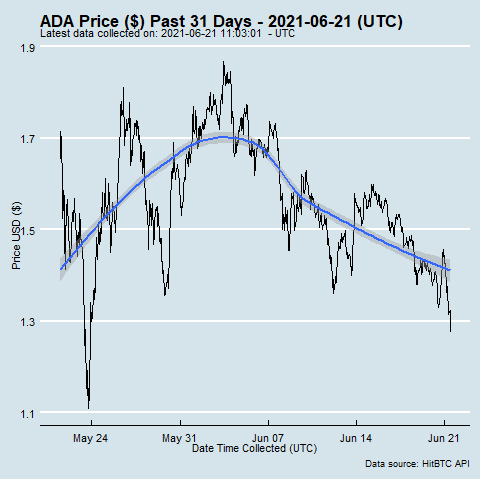 ADA Price ($) Past 31 Days - 2021-06-21 (UTC)
Latest data collected on: 2021-06-21 11:03:01 - UTC
1.9
1.7
1.5
1.3
1.1
Price USD ($)
May 24
May 31
Jun 07
Jun 14
Jun 21
Date Time Collected (UTC)
Data source: HitBTC API